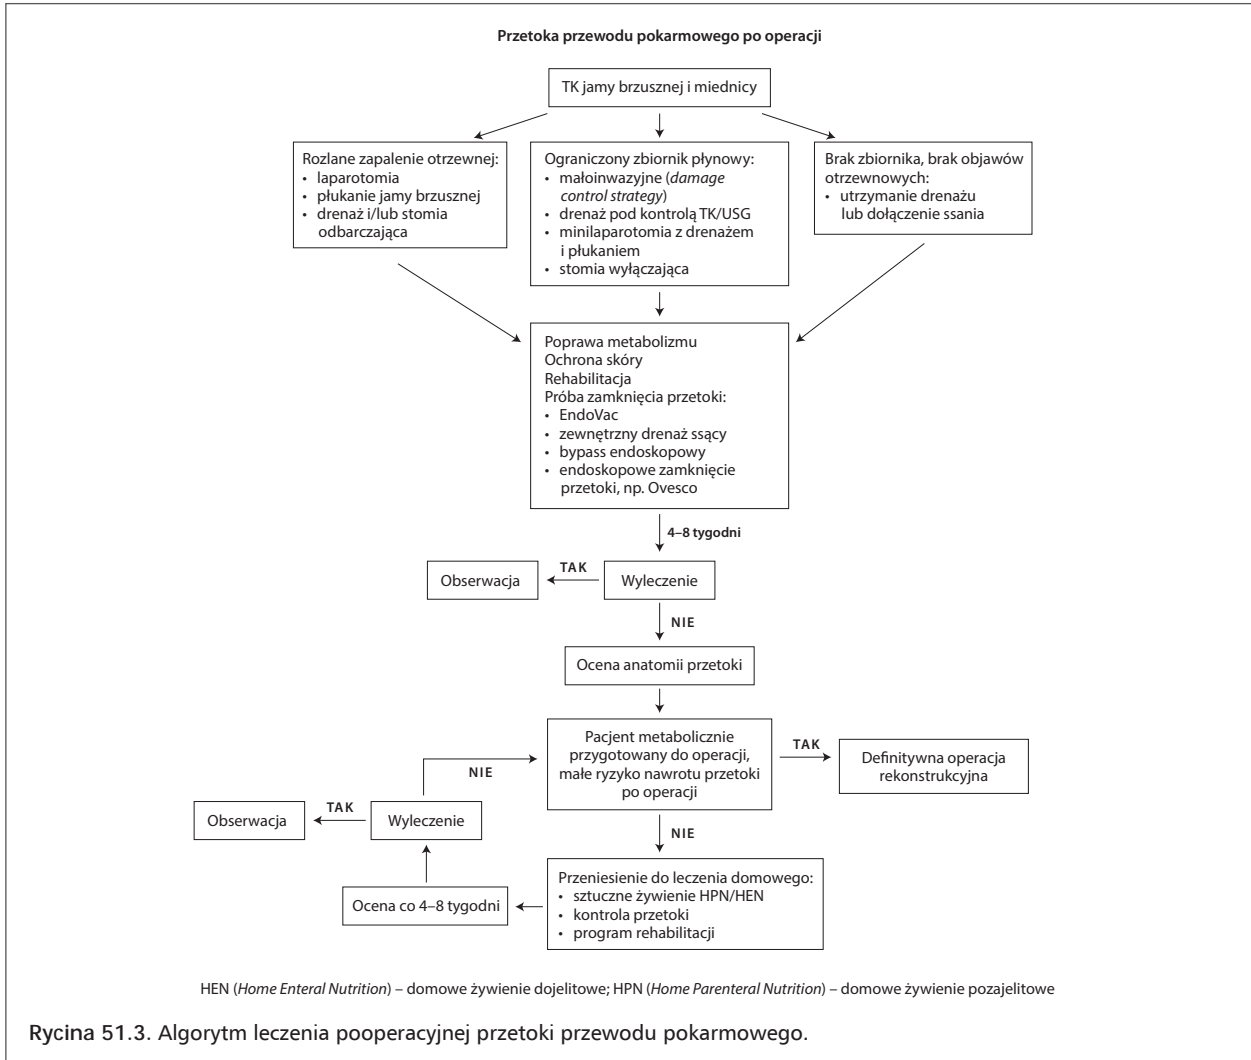 Przetoka przewodu pokarmowego po operacji
TK jamy brzusznej i miednicy
Rozlane zapalenie otrzewnej:
• laparotomia
• płukanie jamy brzusznej
• drenaż i/lub stomia
odbarczająca
Ograniczony zbiornik płynowy:
• małoinwazyjne (damage
control strategy)
• drenaż pod kontrolą TK/USG
• minilaparotomia z drenażem
i płukaniem
• stomia wyłączająca
Brak zbiornika, brak objawów
otrzewnowych:
• utrzymanie drenażu
lub dołączenie ssania
Poprawa metabolizmu
Ochrona skóry
Rehabilitacja
Próba zamknięcia przetoki:
• EndoVac
• zewnętrzny drenaż ssący
• bypass endoskopowy
• endoskopowe zamknięcie
przetoki, np. Ovesco
4–8 tygodni
Obserwacja
TAK
Wyleczenie
NIE
Ocena anatomii przetoki
Pacjent metabolicznie
przygotowany do operacji,
małe ryzyko nawrotu przetoki
po operacji
TAK
Definitywna operacja
rekonstrukcyjna
NIE
Obserwacja
TAK
Wyleczenie
NIE
Przeniesienie do leczenia domowego:
• sztuczne żywienie HPN/HEN
• kontrola przetoki
• program rehabilitacji
Ocena co 4–8 tygodni
HEN (Home Enteral Nutrition) – domowe żywienie dojelitowe; HPN (Home Parenteral Nutrition) – domowe żywienie pozajelitowe
Rycina 51.3. Algorytm leczenia pooperacyjnej przetoki przewodu pokarmowego.